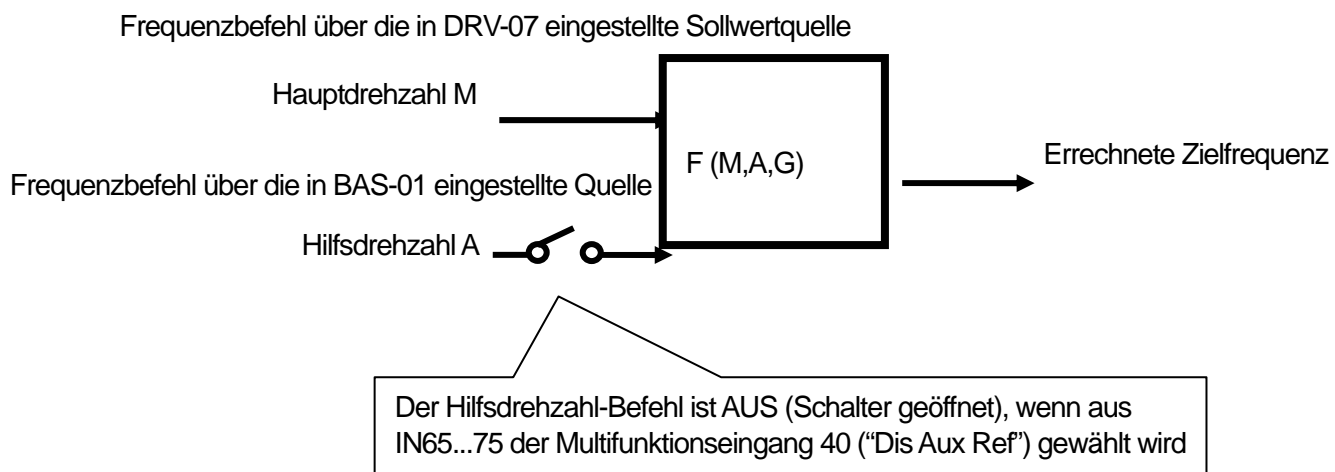 Frequenzbefehl über die in DRV-07 eingestellte Sollwertquelle
Hauptdrehzahl M
F (M,A,G)
Errechnete Zielfrequenz
Frequenzbefehl über die in BAS-01 eingestellte Quelle
Hilfsdrehzahl A
Der Hilfsdrehzahl-Befehl ist AUS (Schalter geöffnet), wenn aus
IN65...75 der Multifunktionseingang 40 (“Dis Aux Ref”) gewählt wird